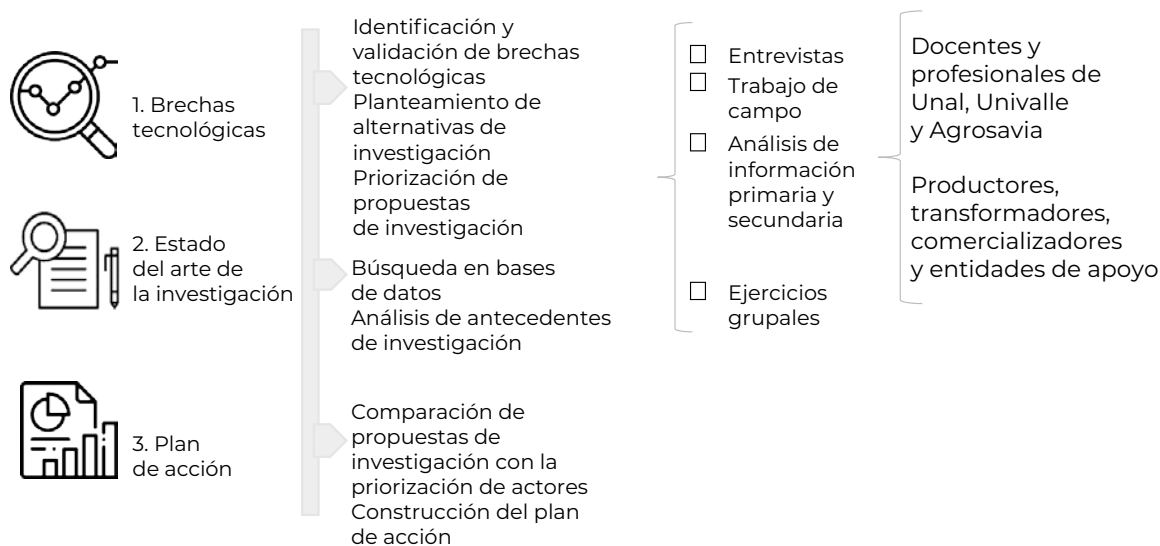 1. Brechas
tecnológicas
2. Estado
del arte de
la investigación
3. Plan
de acción
Identificación y
validación de brechas
tecnológicas
Planteamiento de
alternativas de
investigación
Priorización de
propuestas
de investigación
Búsqueda en bases
de datos
Análisis de antecedentes
de investigación
Comparación de
propuestas de
investigación con la
priorización de actores
Construcción del plan
de acción
Entrevistas
Trabajo de
campo
Análisis de
información
primaria y
secundaria
Ejercicios
grupales
Docentes y
profesionales de
Unal, Univalle
y Agrosavia
Productores,
transformadores,
comercializadores
y entidades de apoyo